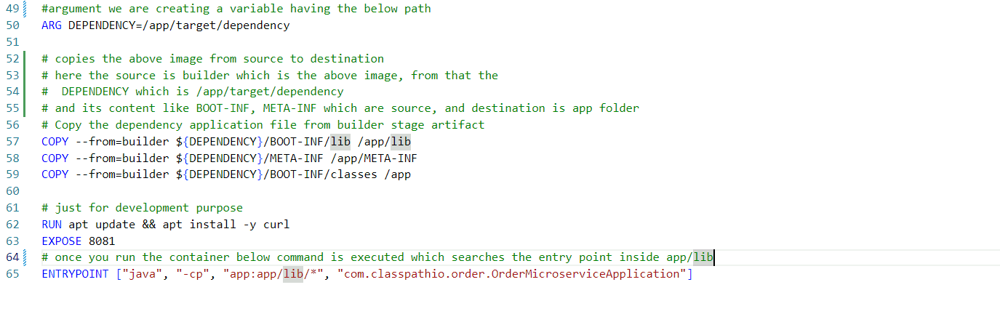 49 #argument we are creating a variable having the below path
50 ARG DEPENDENCY=/app/target/dependency
51
52 # copies the above image from source to destination
53 # here the source is builder which is the above image, from that the
54 #  DEPENDENCY which is /app/target/dependency
55 # and its content like BOOT-INF, META-INF which are source, and destination is app folder
56 # Copy the dependency application file from builder stage artifact
57 COPY --from=builder ${DEPENDENCY}/BOOT-INF/lib /app/lib
58 COPY --from=builder ${DEPENDENCY}/META-INF /app/META-INF
59 COPY --from=builder ${DEPENDENCY}/BOOT-INF/classes /app
60
61 # just for development purpose
62 RUN apt update && apt install -y curl
63 EXPOSE 8081
64 # once you run the container below command is executed which searches the entry point inside app/lib
65 ENTRYPOINT ["java", "-cp", "app:app/lib/*", "com.classpathio.order.OrderMicroserviceApplication"]